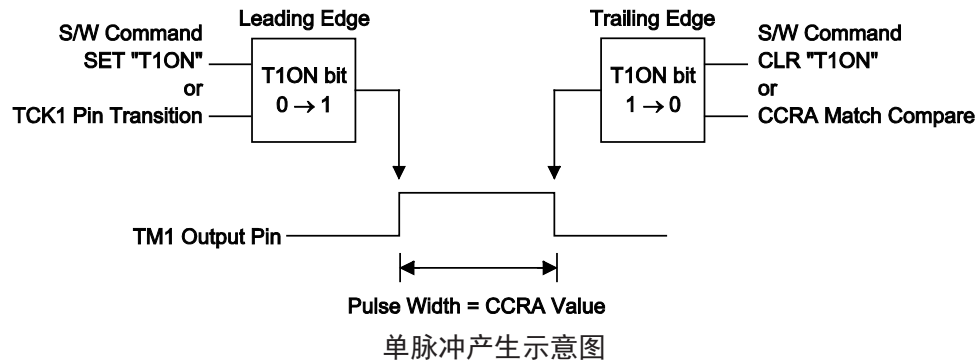 Leading Edge
S/W Command
SET "T1ON"
or
TCK1 Pin Transition
T1ON bit
0 → 1
Trailing Edge
T1ON bit
1 → 0
S/W Command
CLR "T1ON"
or
CCRA Match Compare
TM1 Output Pin
Pulse Width = CCRA Value
单脉冲产生示意图